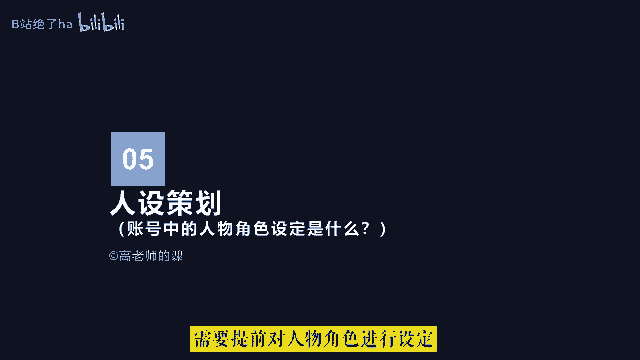 B站绝了ha bilibili
05
人设策划
（账号中的人物角色设定是什么？）
©高老师的课
需要提前对人物角色进行设定